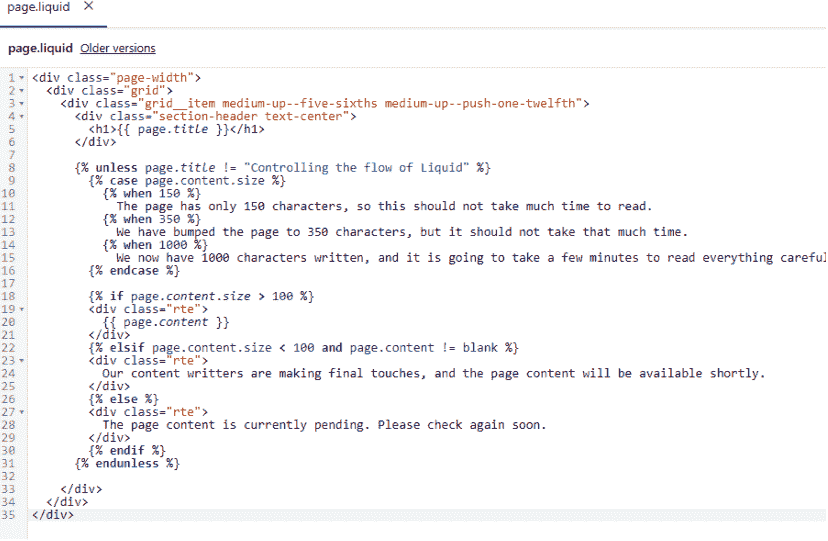 page.liquid ×
page.liquid Older versions
1 <div class="page-width">
2 <div class="grid">
3 <div class="grid__item medium-up--five-sixths medium-up--push-one-twelfth">
4 <div class="section-header text-center">
5 <h1>{{ page.title }}</h1>
6 </div>
7
8 {% unless page.title != "Controlling the flow of Liquid" %}
9 {% case page.content.size %}
10 {% when 150 %}
11 The page has only 150 characters, so this should not take much time to read.
12 {% when 350 %}
13 We have bumped the page to 350 characters, but it should not take that much time.
14 {% when 1000 %}
15 We now have 1000 characters written, and it is going to take a few minutes to read everything careful
16 {% endcase %}
17
18 {% if page.content.size > 100 %}
19 <div class="rte">
20 {{ page.content }}
21 </div>
22 {% elsif page.content.size < 100 and page.content != blank %}
23 <div class="rte">
24 Our content writters are making final touches, and the page content will be available shortly.
25 </div>
26 {% else %}
27 <div class="rte">
28 The page content is currently pending. Please check again soon.
29 </div>
30 {% endif %}
31 {% endunless %}
32
33 </div>
34 </div>
35 </div>